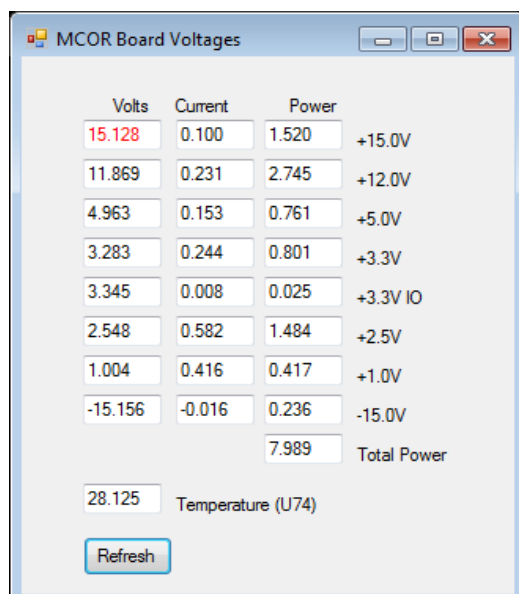 MCOR Board Voltages
Volts Current Power
15.128 0.100 1.520 +15.0V
11.869 0.231 2.745 +12.0V
4.963 0.153 0.761 +5.0V
3.283 0.244 0.801 +3.3V
3.345 0.008 0.025 +3.3V IO
2.548 0.582 1.484 +2.5V
1.004 0.416 0.417 +1.0V
-15.156 -0.016 0.236 -15.0V
7.989 Total Power
28.125 Temperature (U74)
Refresh